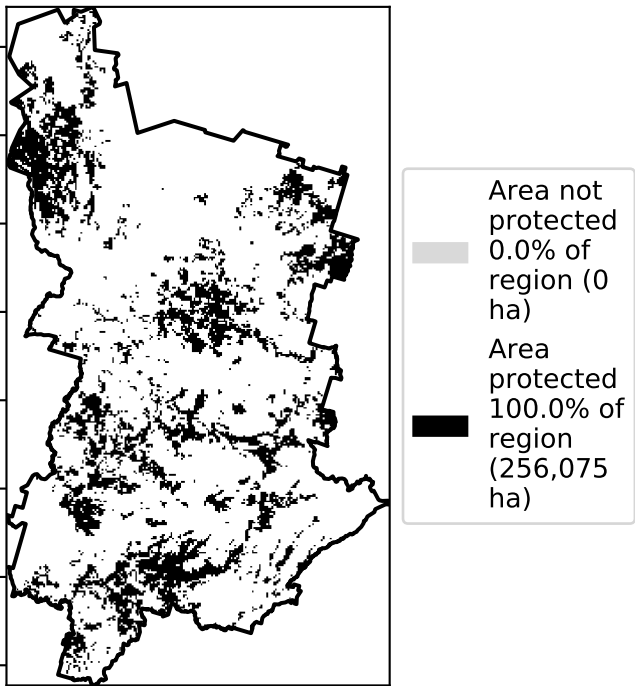 Area not
protected
0.0% of
region (0
ha)
Area
protected
100.0% of
region
(256,075
ha)